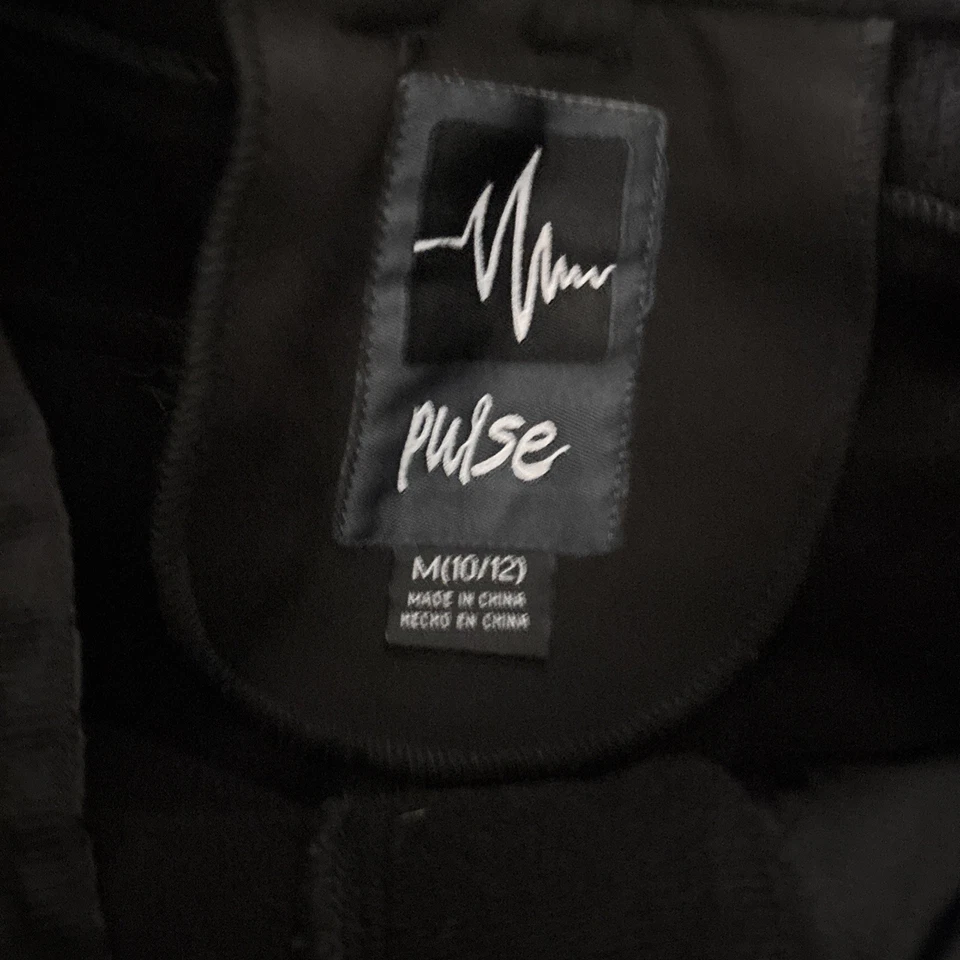 pulse
M(10/12)
MADE IN CHINA
HECHO EN CHINA